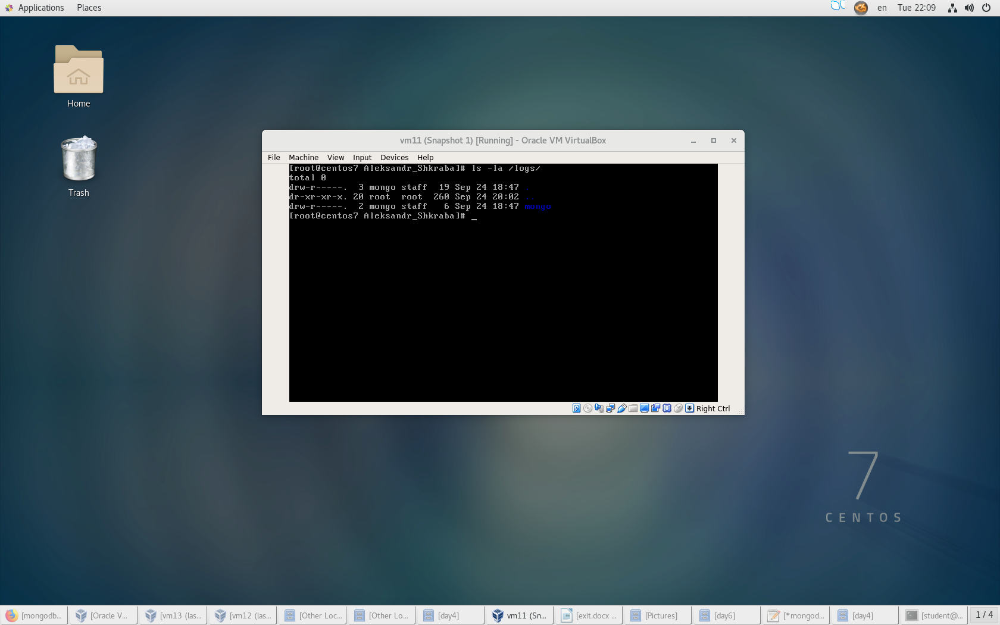 Applications Places en Tue 22:09
Home
Trash
vm11 (Snapshot 1) [Running] - Oracle VM VirtualBox
File Machine View Input Devices Help
[root@centos7 Aleksandr_Shkraba]# ls -la /logs/
total 0
drw-r-----.  3 mongo staff  19 Sep 24 18:47 .
dr-xr-xr-x. 20 root  root  260 Sep 24 20:02 ..
drw-r-----.  2 mongo staff   6 Sep 24 18:47 mongo
[root@centos7 Aleksandr_Shkraba]# _
Right Ctrl
7
CENTOS
[mongodb... [Oracle V... [vm13 (las... [vm12 (las... [Other Loc... [Other Lo... [day4] vm11 (Sn... [exit.docx ... [Pictures] [day6] [*mongod... [day4] [student@... 1 / 4